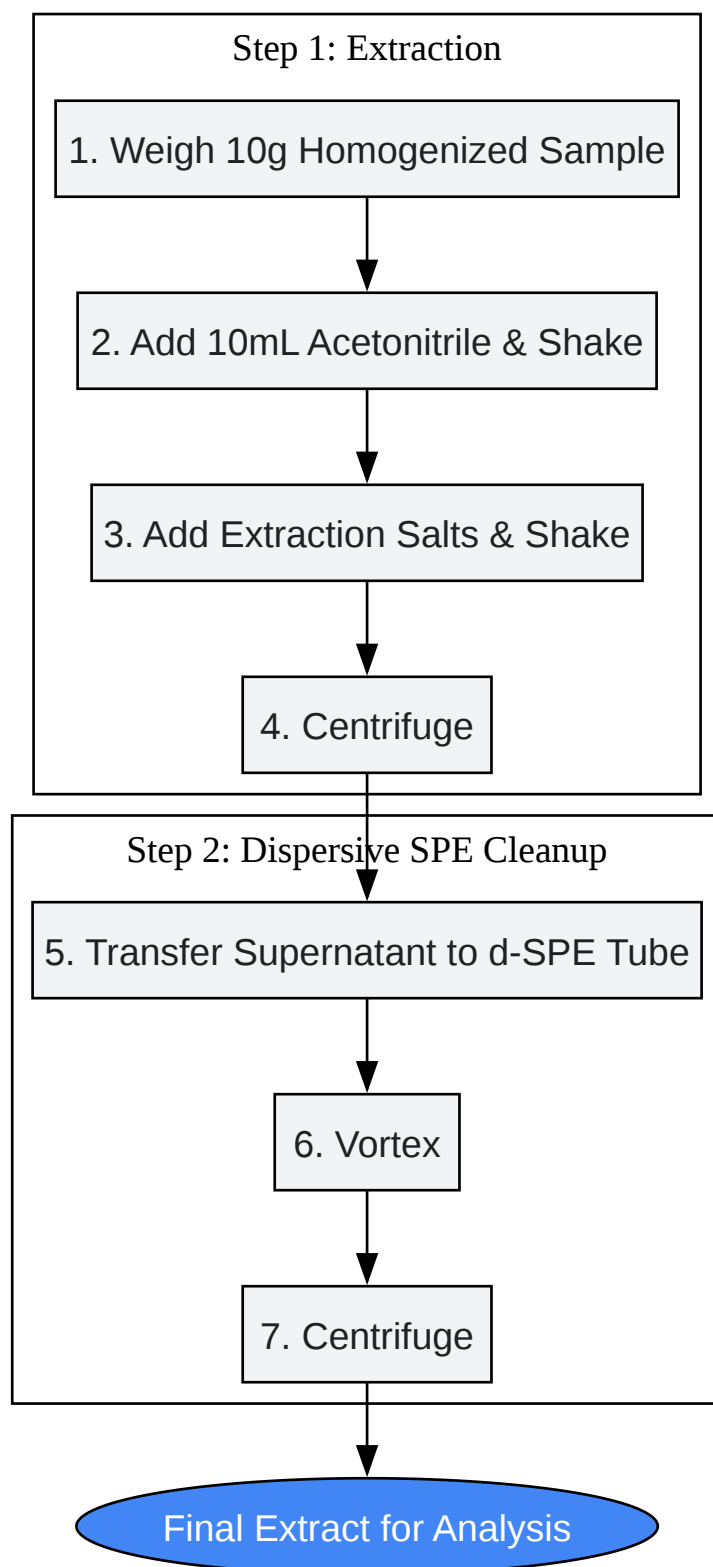 Step 1: Extraction
1. Weigh 10g Homogenized Sample
2. Add 10mL Acetonitrile & Shake
3. Add Extraction Salts & Shake
4. Centrifuge
Step 2: Dispersive SPE Cleanup
5. Transfer Supernatant to d-SPE Tube
6. Vortex
7. Centrifuge
Final Extract for Analysis